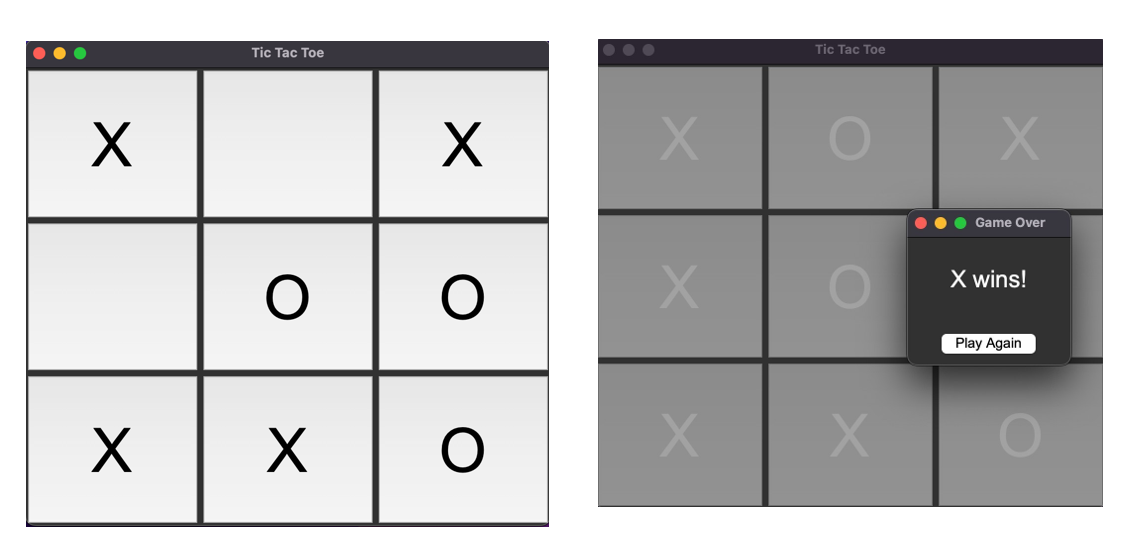 Tic Tac Toe
X X
O O
X X O
Tic Tac Toe
X O X
X O
Game Over
X wins!
Play Again
X X O